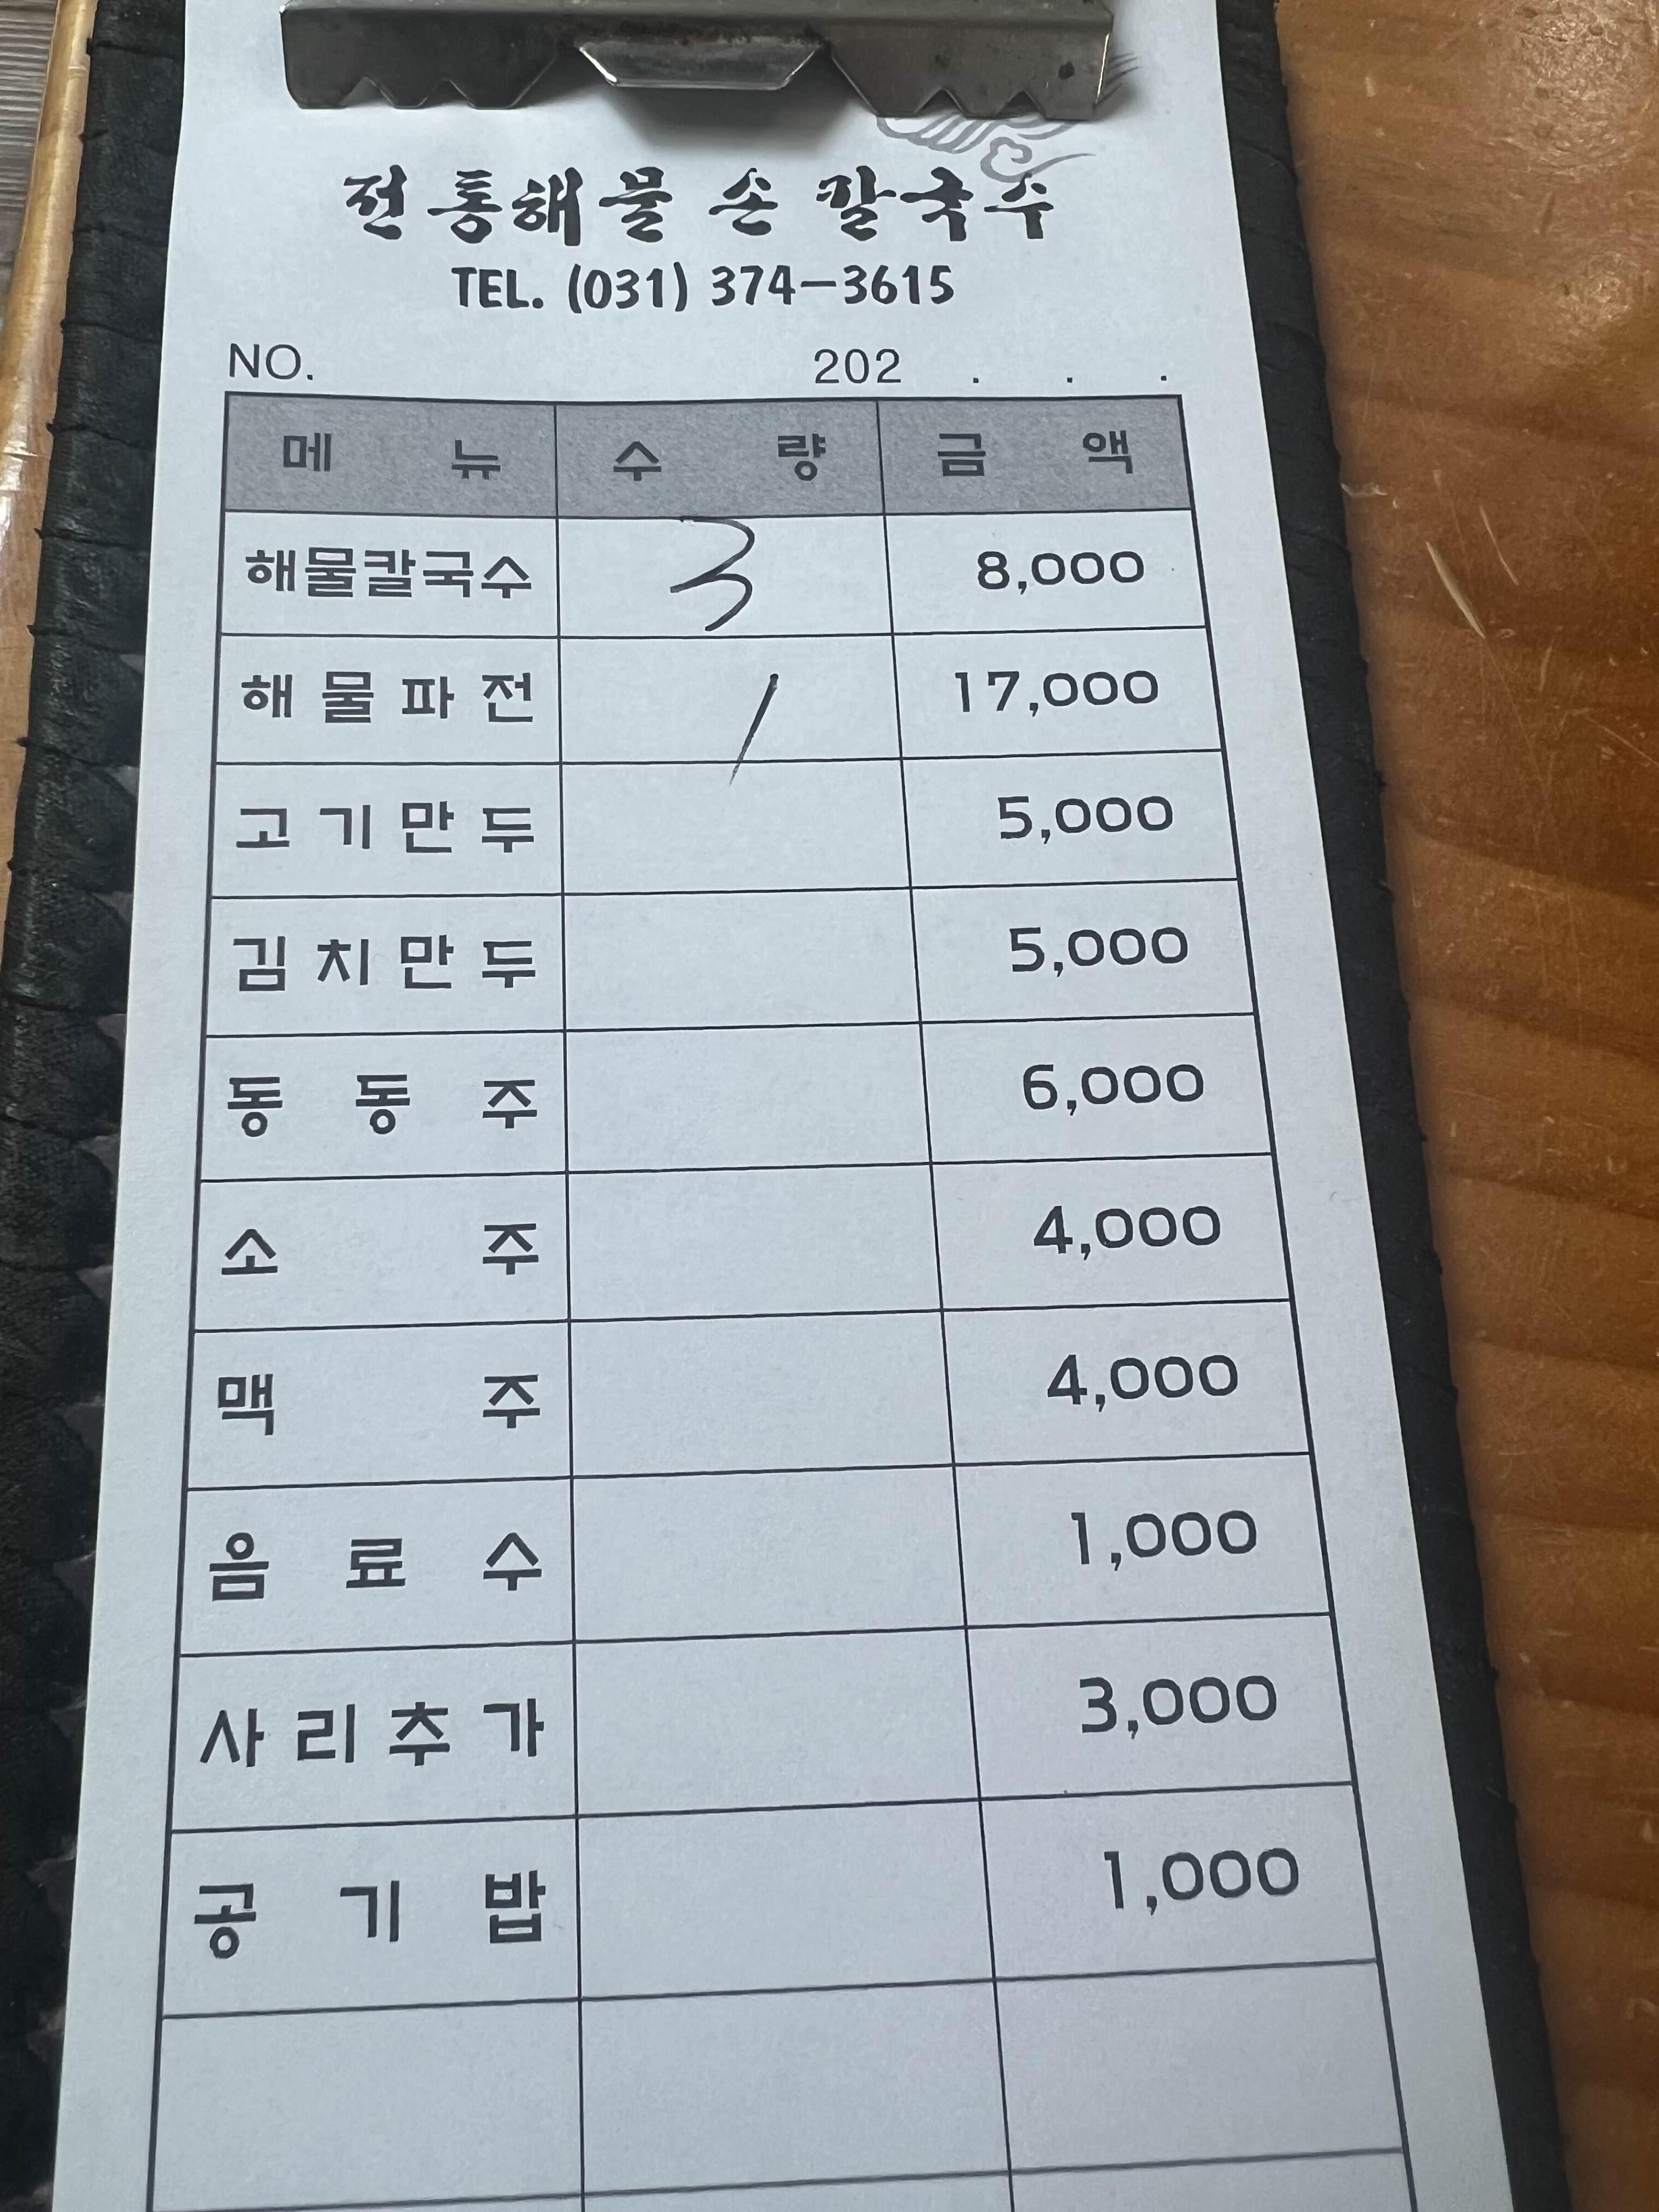 전통해물 손 칼국수
TEL. (031) 374-3615
NO. 202 . . .
메 뉴 수 량 금 액
해물칼국수 3 8,000
해물파전 1 17,000
고기만두 5,000
김치만두 5,000
동동주 6,000
소주 4,000
맥주 4,000
음료수 1,000
사리추가 3,000
공기밥 1,000